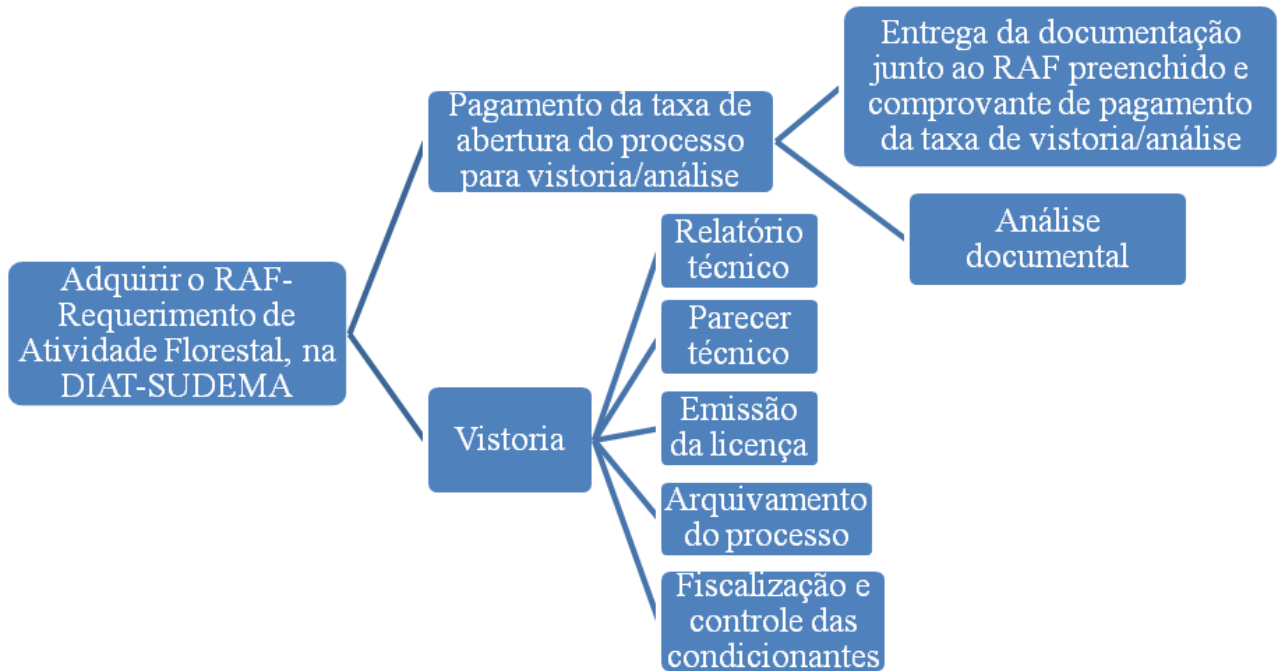 Adquirir o RAF-
Requerimento de
Atividade Florestal, na
DIAT-SUDEMA
Pagamento da taxa de
abertura do processo
para vistoria/análise
Entrega da documentação
junto ao RAF preenchido e
comprovante de pagamento
da taxa de vistoria/análise
Análise
documental
Vistoria
Relatório
técnico
Parecer
técnico
Emissão
da licença
Arquivamento
do processo
Fiscalização e
controle das
condicionantes